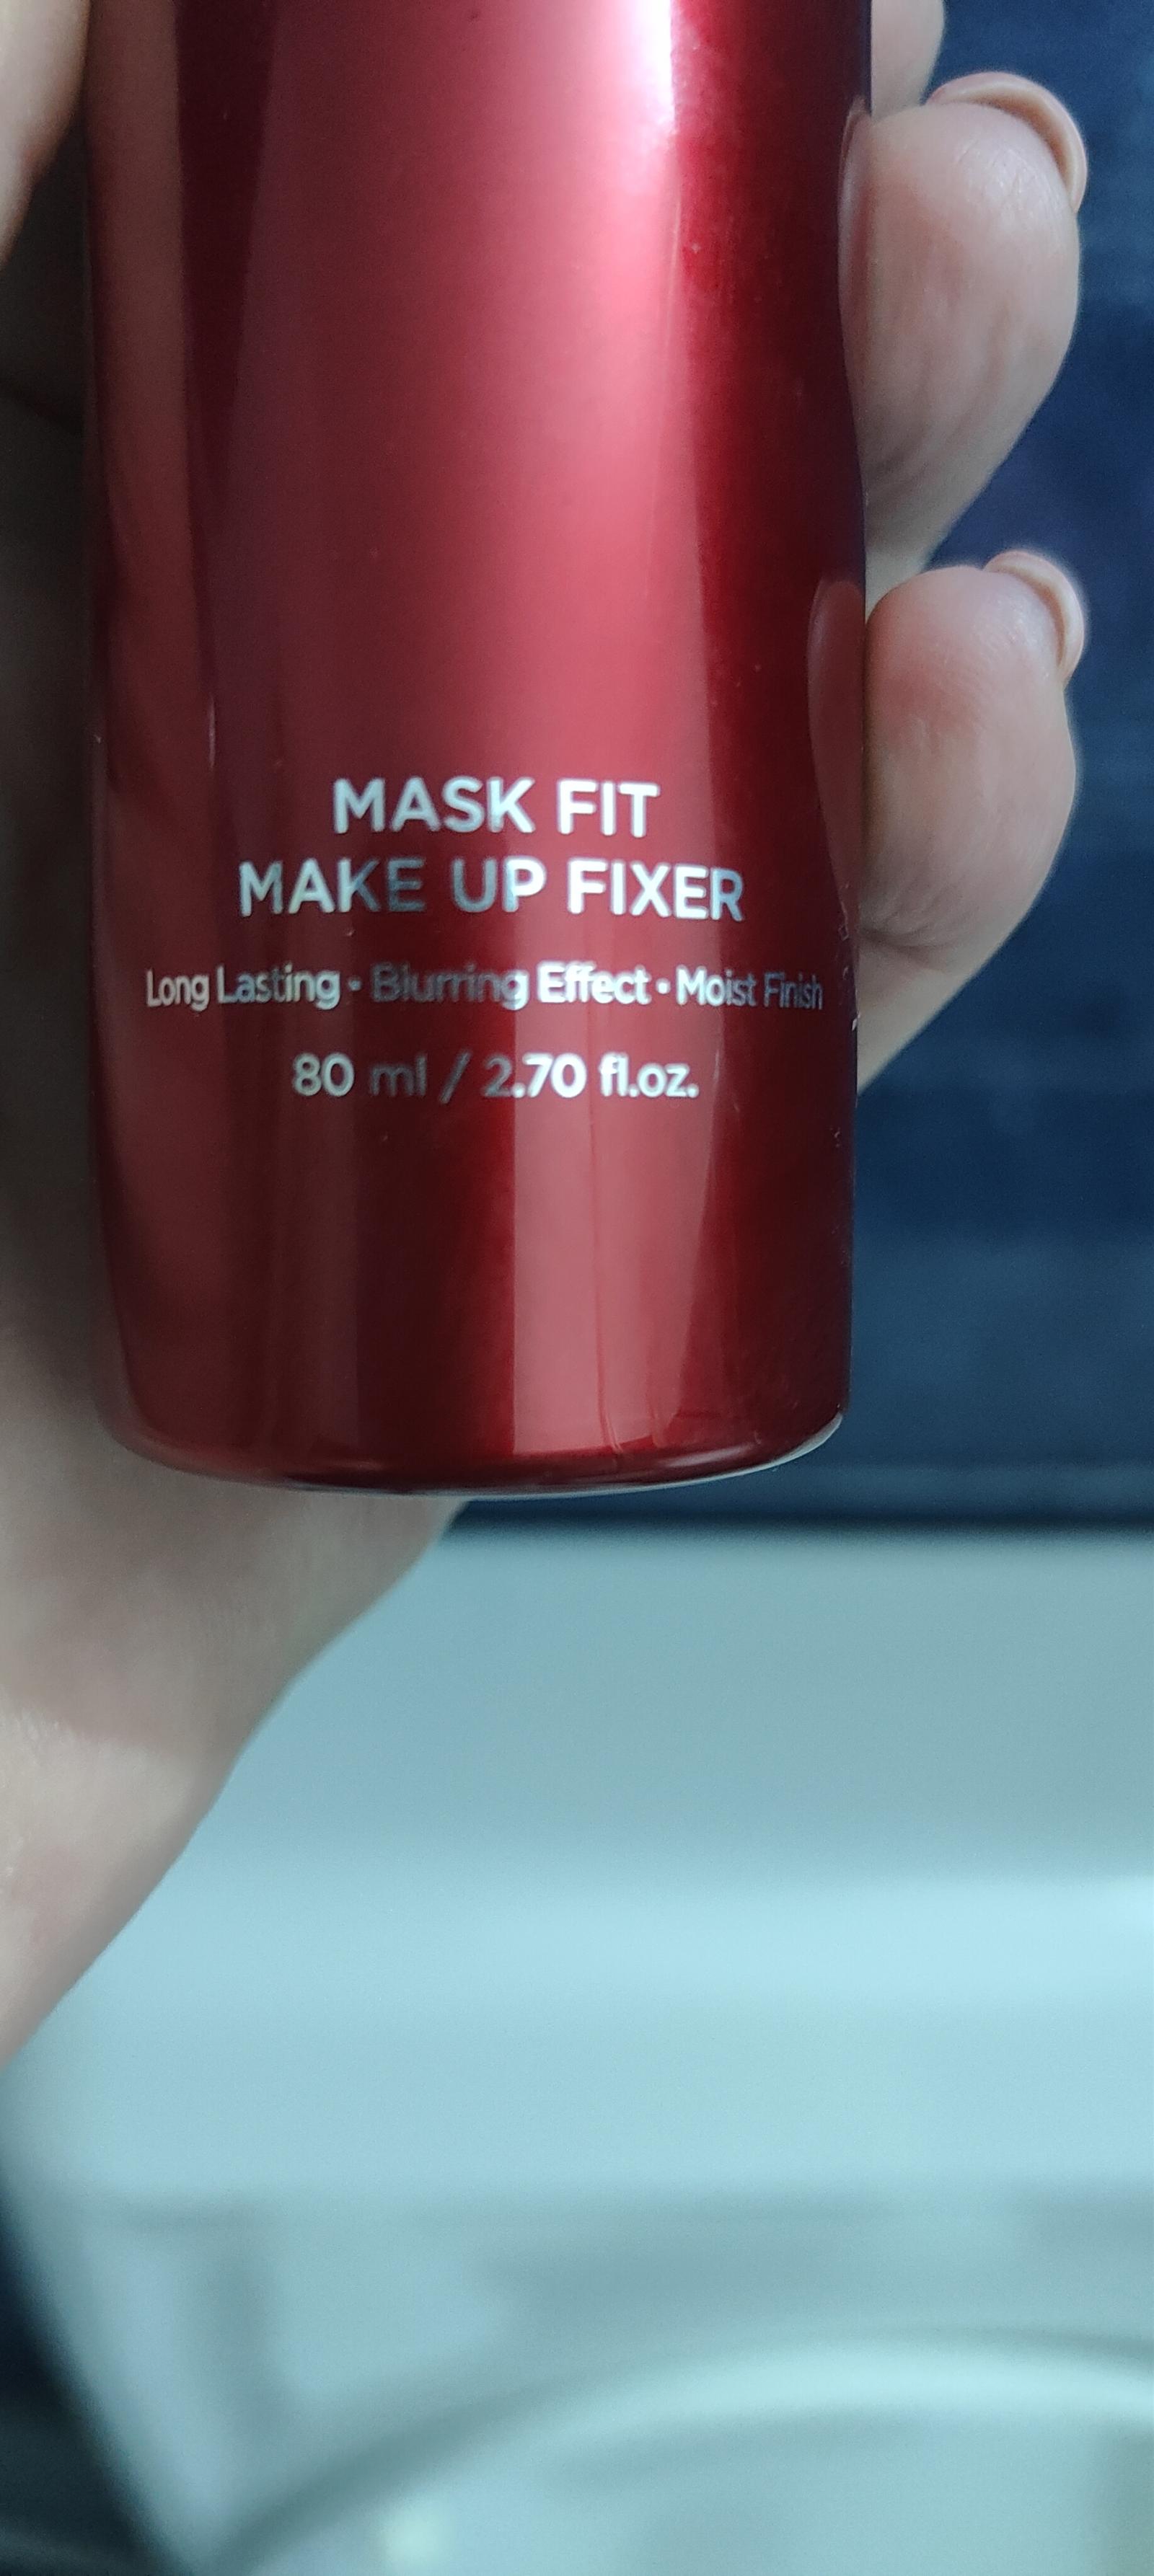 MASK FIT
MAKE UP FIXER
Long Lasting • Blurring Effect • Moist Finish
80 ml / 2.70 fl.oz.